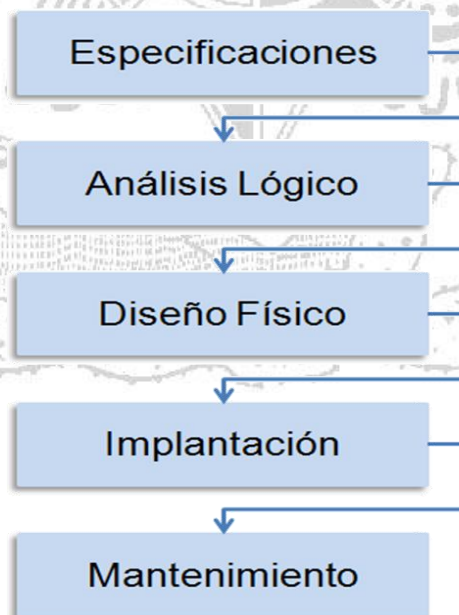 Especificaciones
Análisis Lógico
Diseño Físico
Implantación
Mantenimiento